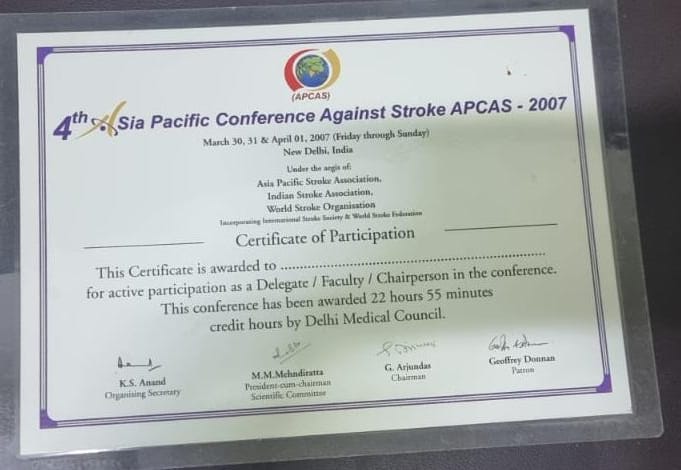 (APCAS)
4th Asia Pacific Conference Against Stroke APCAS - 2007
March 30, 31 & April 01, 2007 (Friday through Sunday)
New Delhi, India
Under the aegis of:
Asia Pacific Stroke Association,
Indian Stroke Association,
World Stroke Organisation
Incorporating International Stroke Society & World Stroke Federation
Certificate of Participation
This Certificate is awarded to ............................................................
for active participation as a Delegate / Faculty / Chairperson in the conference.
This conference has been awarded 22 hours 55 minutes
credit hours by Delhi Medical Council.
K.S. Anand
Organising Secretary
M.M.Mehndiratta
President-cum-chairman
Scientific Committee
G. Arjundas
Chairman
Geoffrey Donnan
Patron